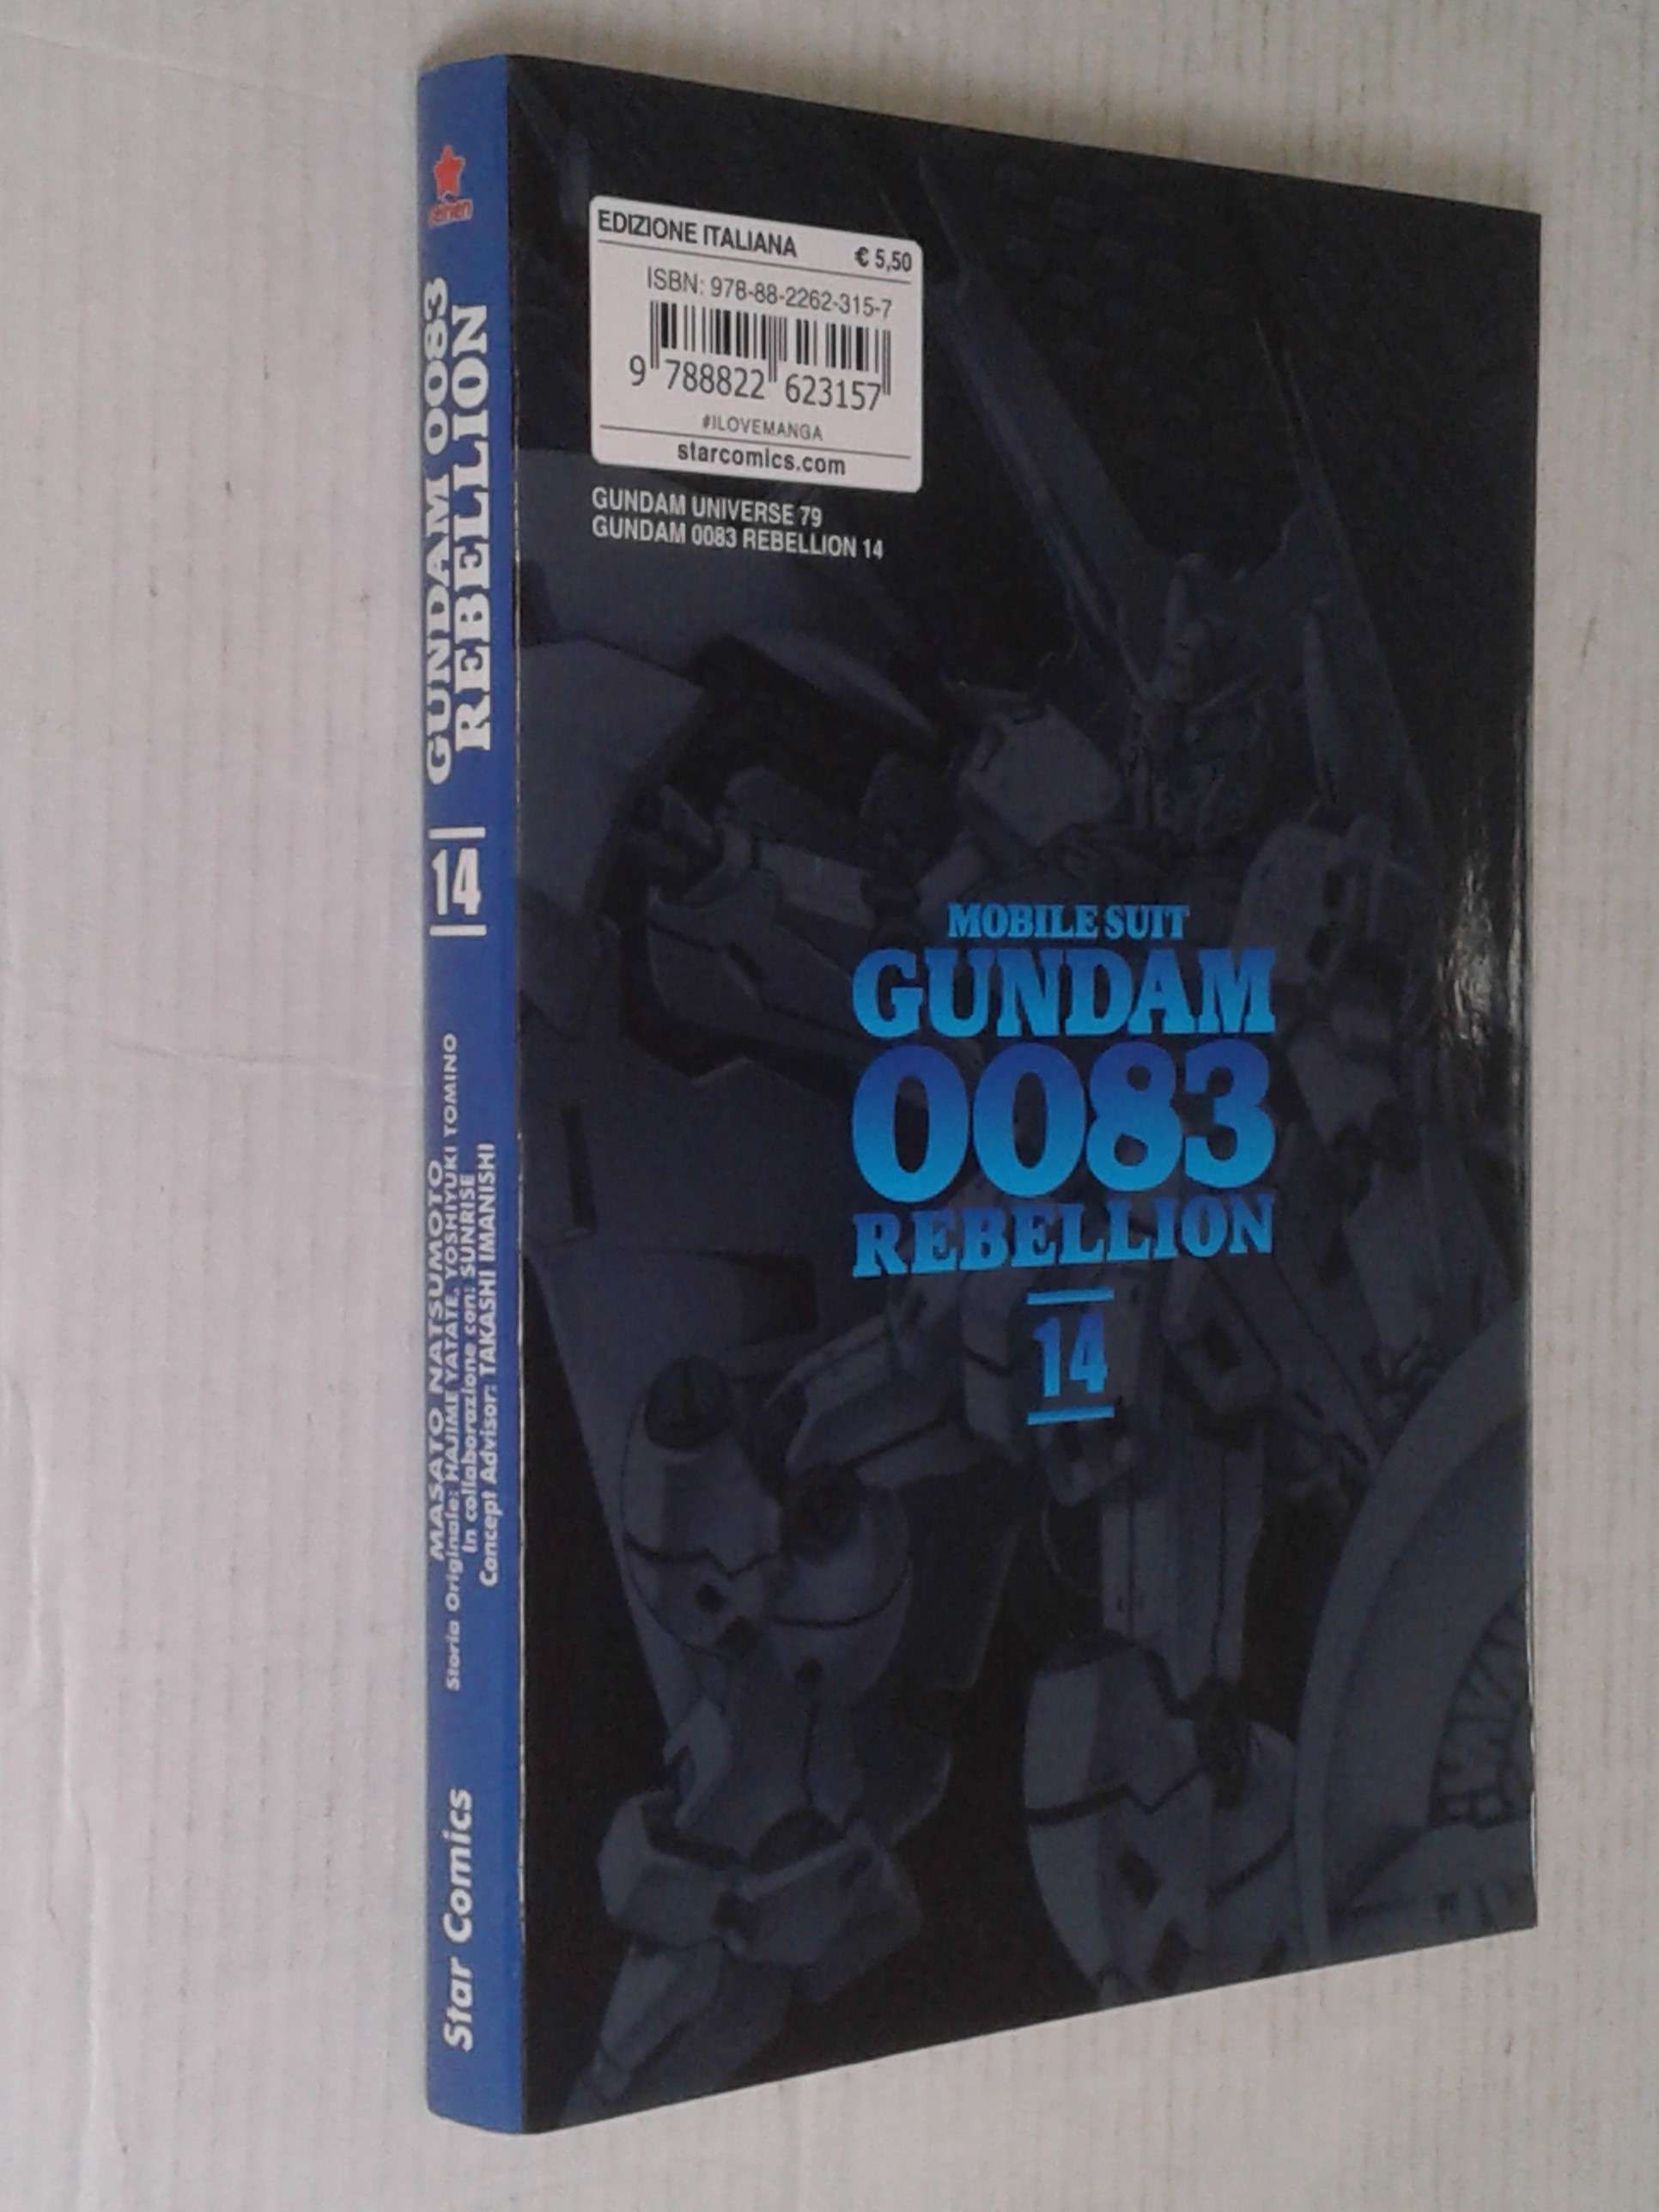 seinen
GUNDAM 0083
REBELLION
14
MASATO NATSUMOTO
Storia Originale: HAJIME YATATE, YOSHIYUKI TOMINO
In collaborazione con: SUNRISE
Concept Advisor: TAKASHI IMANISHI
Star Comics
EDIZIONE ITALIANA € 5,50
ISBN: 978-88-2262-315-7
9 788822 623157
#ILOVEMANGA
starcomics.com
GUNDAM UNIVERSE 79
GUNDAM 0083 REBELLION 14
MOBILE SUIT
GUNDAM
0083
REBELLION
14